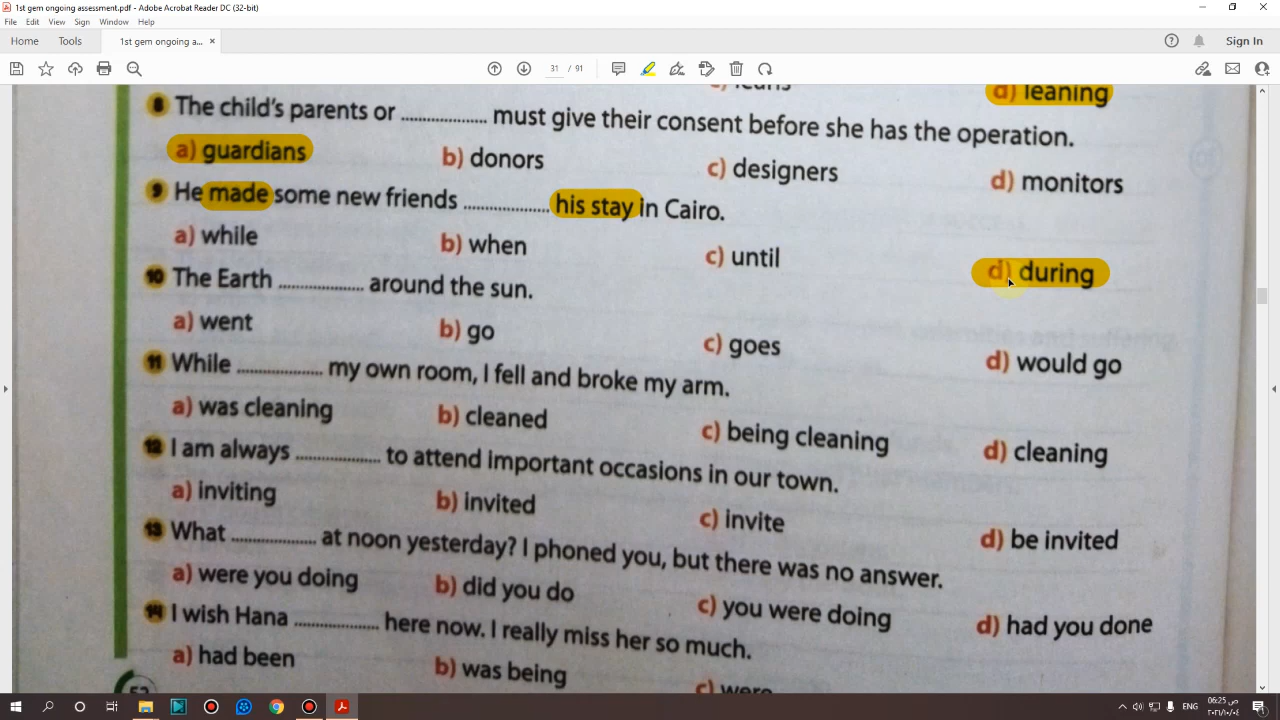 1st gem ongoing assessment.pdf - Adobe Acrobat Reader DC (32-bit)
File Edit View Sign Window Help
Home Tools 1st gem ongoing a... × Sign In
31 / 91
d) leaning
8 The child's parents or .................. must give their consent before she has the operation.
a) guardians b) donors c) designers d) monitors
9 He made some new friends .................. his stay in Cairo.
a) while b) when c) until d) during
10 The Earth .................. around the sun.
a) went b) go c) goes d) would go
11 While .................. my own room, I fell and broke my arm.
a) was cleaning b) cleaned c) being cleaning d) cleaning
12 I am always .................. to attend important occasions in our town.
a) inviting b) invited c) invite d) be invited
13 What .................. at noon yesterday? I phoned you, but there was no answer.
a) were you doing b) did you do c) you were doing d) had you done
14 I wish Hana .................. here now. I really miss her so much.
a) had been b) was being c) were
ENG 06:25 ص
٢٠٢١/١٠/٠٤